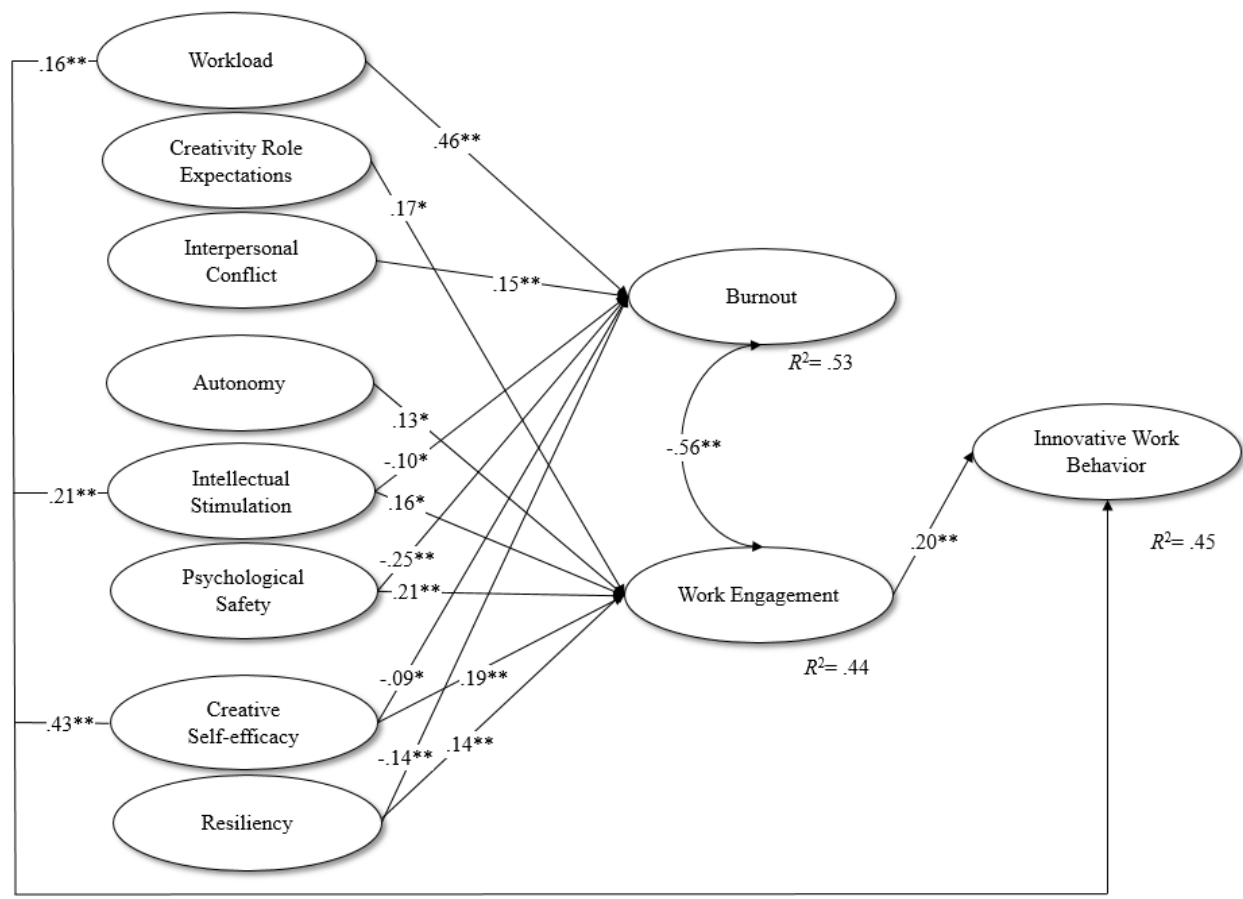 Workload
.16**
.46**
Creativity Role
Expectations
.17*
Interpersonal
Conflict
.15**
Burnout
R²= .53
Autonomy
.13*
-.10*
Intellectual
Stimulation
.21**
.16*
-.56**
Innovative Work
Behavior
R²= .45
-.25**
Psychological
Safety
.21**
Work Engagement
.20**
R²= .44
-.09*
.19**
Creative
Self-efficacy
.43**
-.14**
.14**
Resiliency